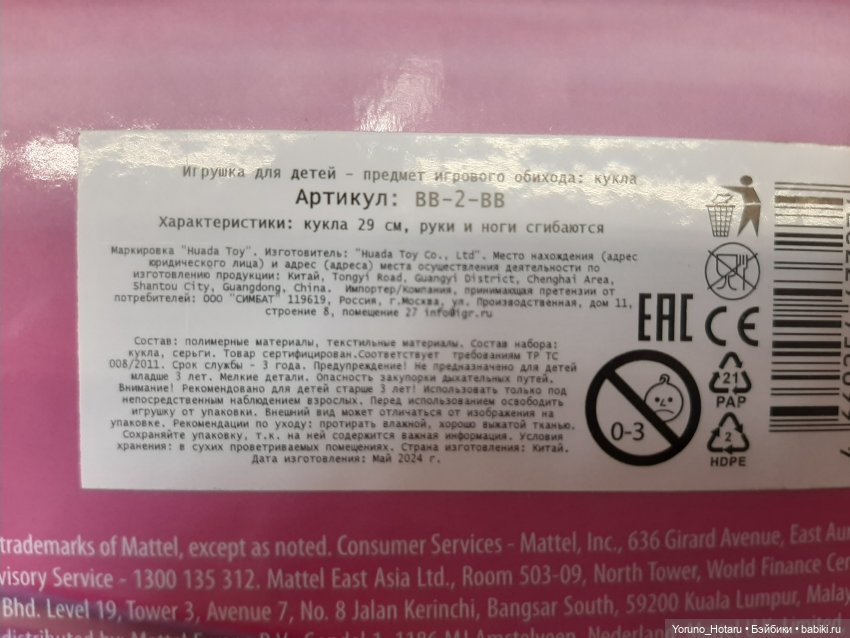 Игрушка для детей - предмет игрового обихода: кукла
Артикул: BB-2-BB
Характеристики: кукла 29 см, руки и ноги сгибаются
Маркировка "Huada Toy". Изготовитель: "Huada Toy Co., Ltd". Место нахождения (адрес
юридического лица) и адрес (адреса) места осуществления деятельности по
изготовлению продукции: Китай, Tongyi Road, Guangyi District, Chenghai Area,
Shantou City, Guangdong, China. Импортер/Компания, принимающая претензии от
потребителей: ООО "СИМБАТ" 119619, Россия, г.Москва, ул. Производственная, дом 11,
строение 8, помещение 27 info@igr.ru
Состав: полимерные материалы, текстильные материалы. Состав набора:
кукла, серьги. Товар сертифицирован.Соответствует требованиям ТР ТС
008/2011. Срок службы - 3 года. Предупреждение! Не предназначено для детей
младше 3 лет. Мелкие детали. Опасность закупорки дыхательных путей.
Внимание! Рекомендовано для детей старше 3 лет! Использовать только под
непосредственным наблюдением взрослых. Перед использованием освободить
игрушку от упаковки. Внешний вид может отличаться от изображения на
упаковке. Рекомендации по уходу: протирать влажной, хорошо выжатой тканью.
Сохраняйте упаковку, т.к. на ней содержится важная информация. Условия
хранения: в сухих проветриваемых помещениях. Страна изготовления: Китай.
Дата изготовления: Май 2024 г.
EAC CE
0-3
21
PAP
2
HDPE
trademarks of Mattel, except as noted. Consumer Services - Mattel, Inc., 636 Girard Avenue, East Aur
visory Service - 1300 135 312. Mattel East Asia Ltd., Room 503-09, North Tower, World Finance Cen
Bhd. Level 19, Tower 3, Avenue 7, No. 8 Jalan Kerinchi, Bangsar South, 59200 Kuala Lumpur, Malay
Yoruno_Hotaru • Бэйбики • babiki.ru